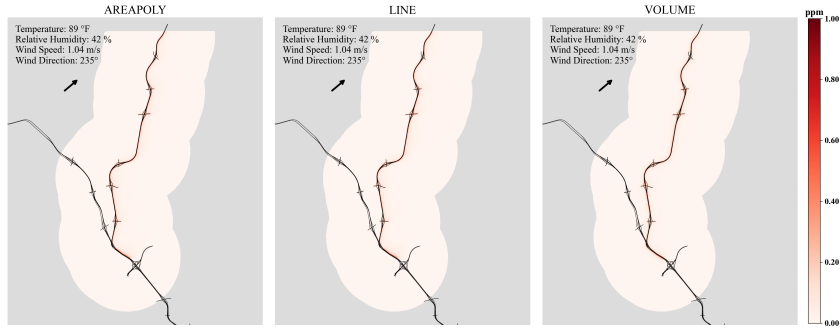 AREAPOLY
Temperature: 89 °F
Relative Humidity: 42 %
Wind Speed: 1.04 m/s
Wind Direction: 235°
LINE
Temperature: 89 °F
Relative Humidity: 42 %
Wind Speed: 1.04 m/s
Wind Direction: 235°
VOLUME
Temperature: 89 °F
Relative Humidity: 42 %
Wind Speed: 1.04 m/s
Wind Direction: 235°
ppm
1.00
0.80
0.60
0.40
0.20
0.00